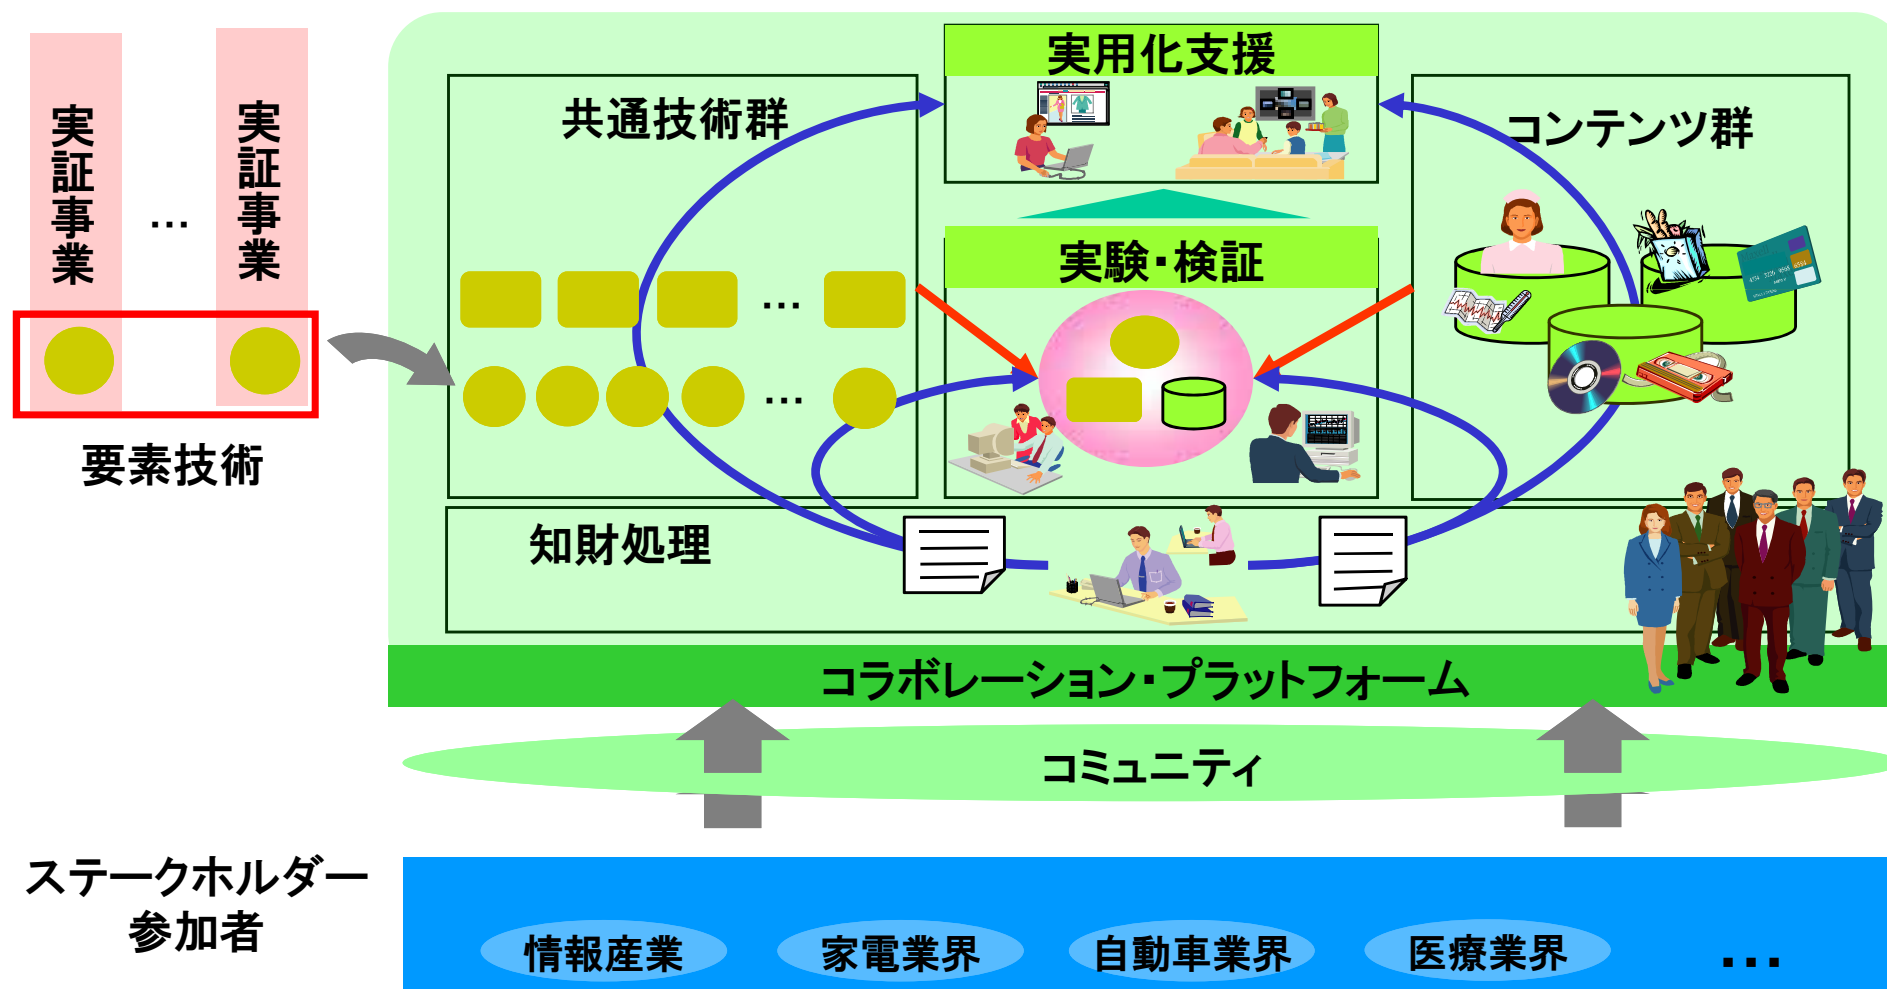 実用化支援
共通技術群
コンテンツ群
実証事業
…
実証事業
実験・検証
…
…
要素技術
知財処理
コラボレーション・プラットフォーム
コミュニティ
ステークホルダー
参加者
情報産業
家電業界
自動車業界
医療業界
…